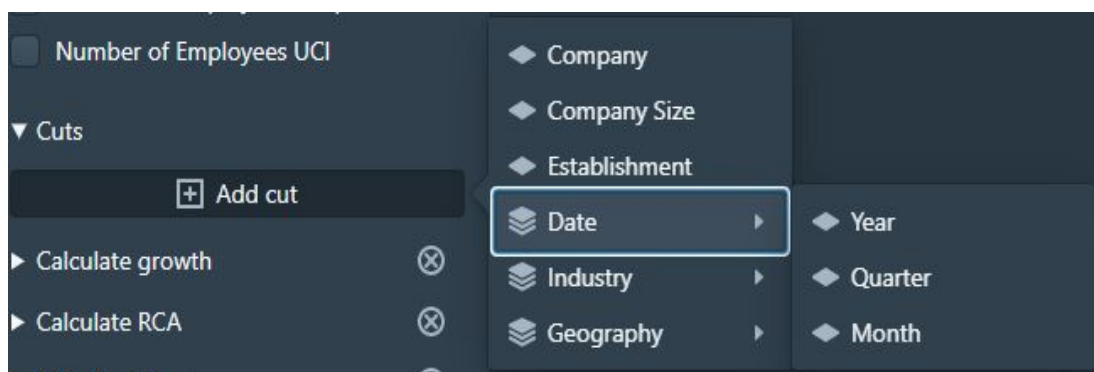 Number of Employees UCI
Cuts
Add cut
Calculate growth
Calculate RCA
Company
Company Size
Establishment
Date
Industry
Geography
Year
Quarter
Month